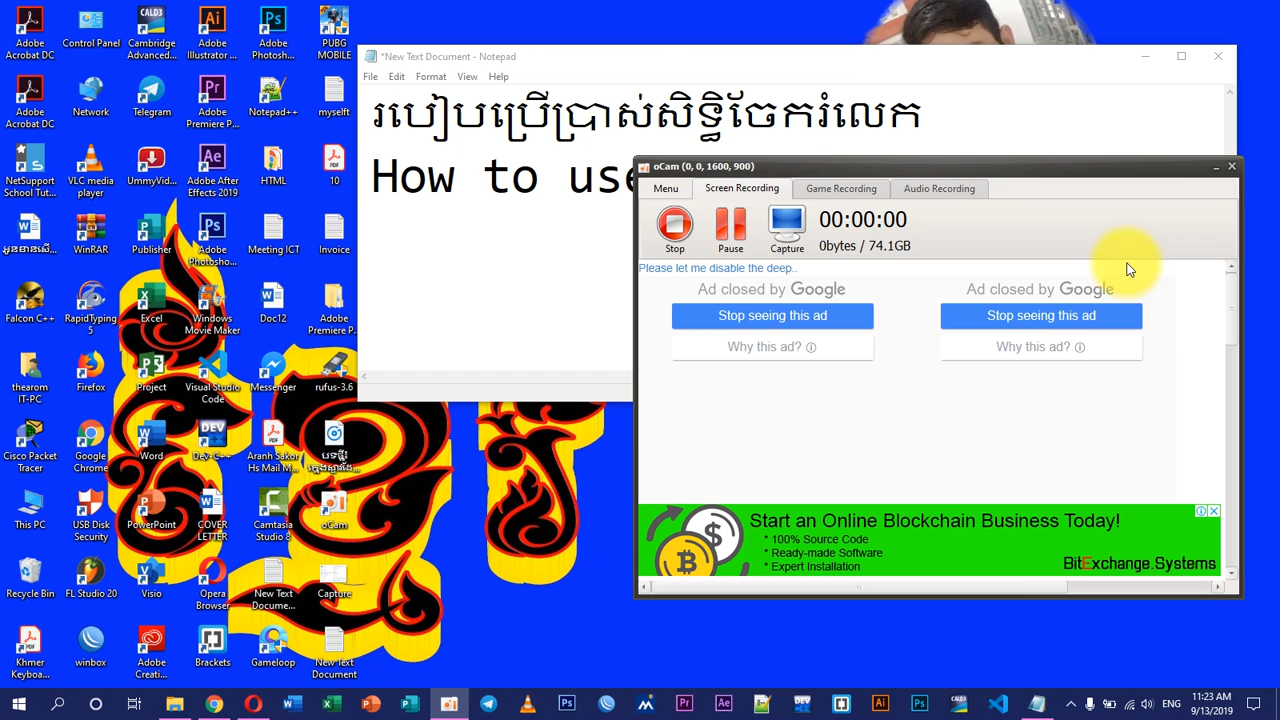 Adobe Acrobat DC
Control Panel
Cambridge Advanced...
Adobe Illustrator ...
Adobe Photosh...
PUBG MOBILE
Adobe Acrobat DC
Network
Telegram
Adobe Premiere P...
Notepad++
myselft
NetSupport School Tut...
VLC media player
UmmyVid...
Adobe After Effects 2019
HTML
10
WinRAR
Publisher
Adobe Photosho...
Meeting ICT
Invoice
Falcon C++
RapidTyping 5
Excel
Windows Movie Maker
Doc12
Adobe Premiere P...
thearom IT-PC
Firefox
Project
Visual Studio Code
Messenger
rufus-3.6
Cisco Packet Tracer
Google Chrome
Word
Dev-C++
Aranh Sakor Hs Mail M...
This PC
USB Disk Security
PowerPoint
COVER LETTER
Camtasia Studio 8
oCam
Recycle Bin
FL Studio 20
Visio
Opera Browser
New Text Docume...
Capture
Khmer Keyboa...
winbox
Adobe Creati...
Brackets
Gameloop
New Text Document
*New Text Document - Notepad
File Edit Format View Help
របៀបប្រើប្រាស់សិទ្ធិចែករំលែក
How to use
oCam (0, 0, 1600, 900)
Menu Screen Recording Game Recording Audio Recording
00:00:00
Stop Pause Capture 0bytes / 74.1GB
Please let me disable the deep..
Ad closed by Google Ad closed by Google
Stop seeing this ad Stop seeing this ad
Why this ad? Why this ad?
Start an Online Blockchain Business Today!
* 100% Source Code
* Ready-made Software
* Expert Installation
BitExchange.Systems
ENG
11:23 AM
9/13/2019